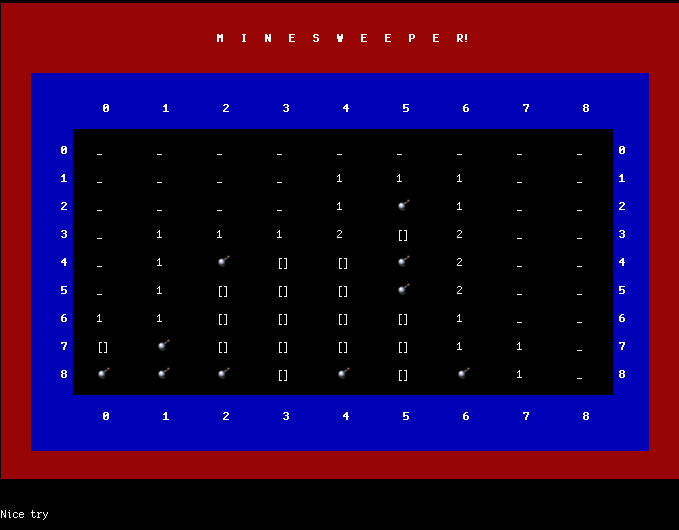 M I N E S W E E P E R!
0 1 2 3 4 5 6 7 8
0 _ _ _ _ _ _ _ _ _ 0
1 _ _ _ _ 1 1 1 _ _ 1
2 _ _ _ _ 1 1 _ _ 2
3 _ 1 1 1 2 [] 2 _ _ 3
4 _ 1 [] [] 2 _ _ 4
5 _ 1 [] [] [] 2 _ _ 5
6 1 1 [] [] [] [] 1 _ _ 6
7 [] [] [] [] [] 1 1 _ 7
8 [] [] 1 _ 8
0 1 2 3 4 5 6 7 8
Nice try